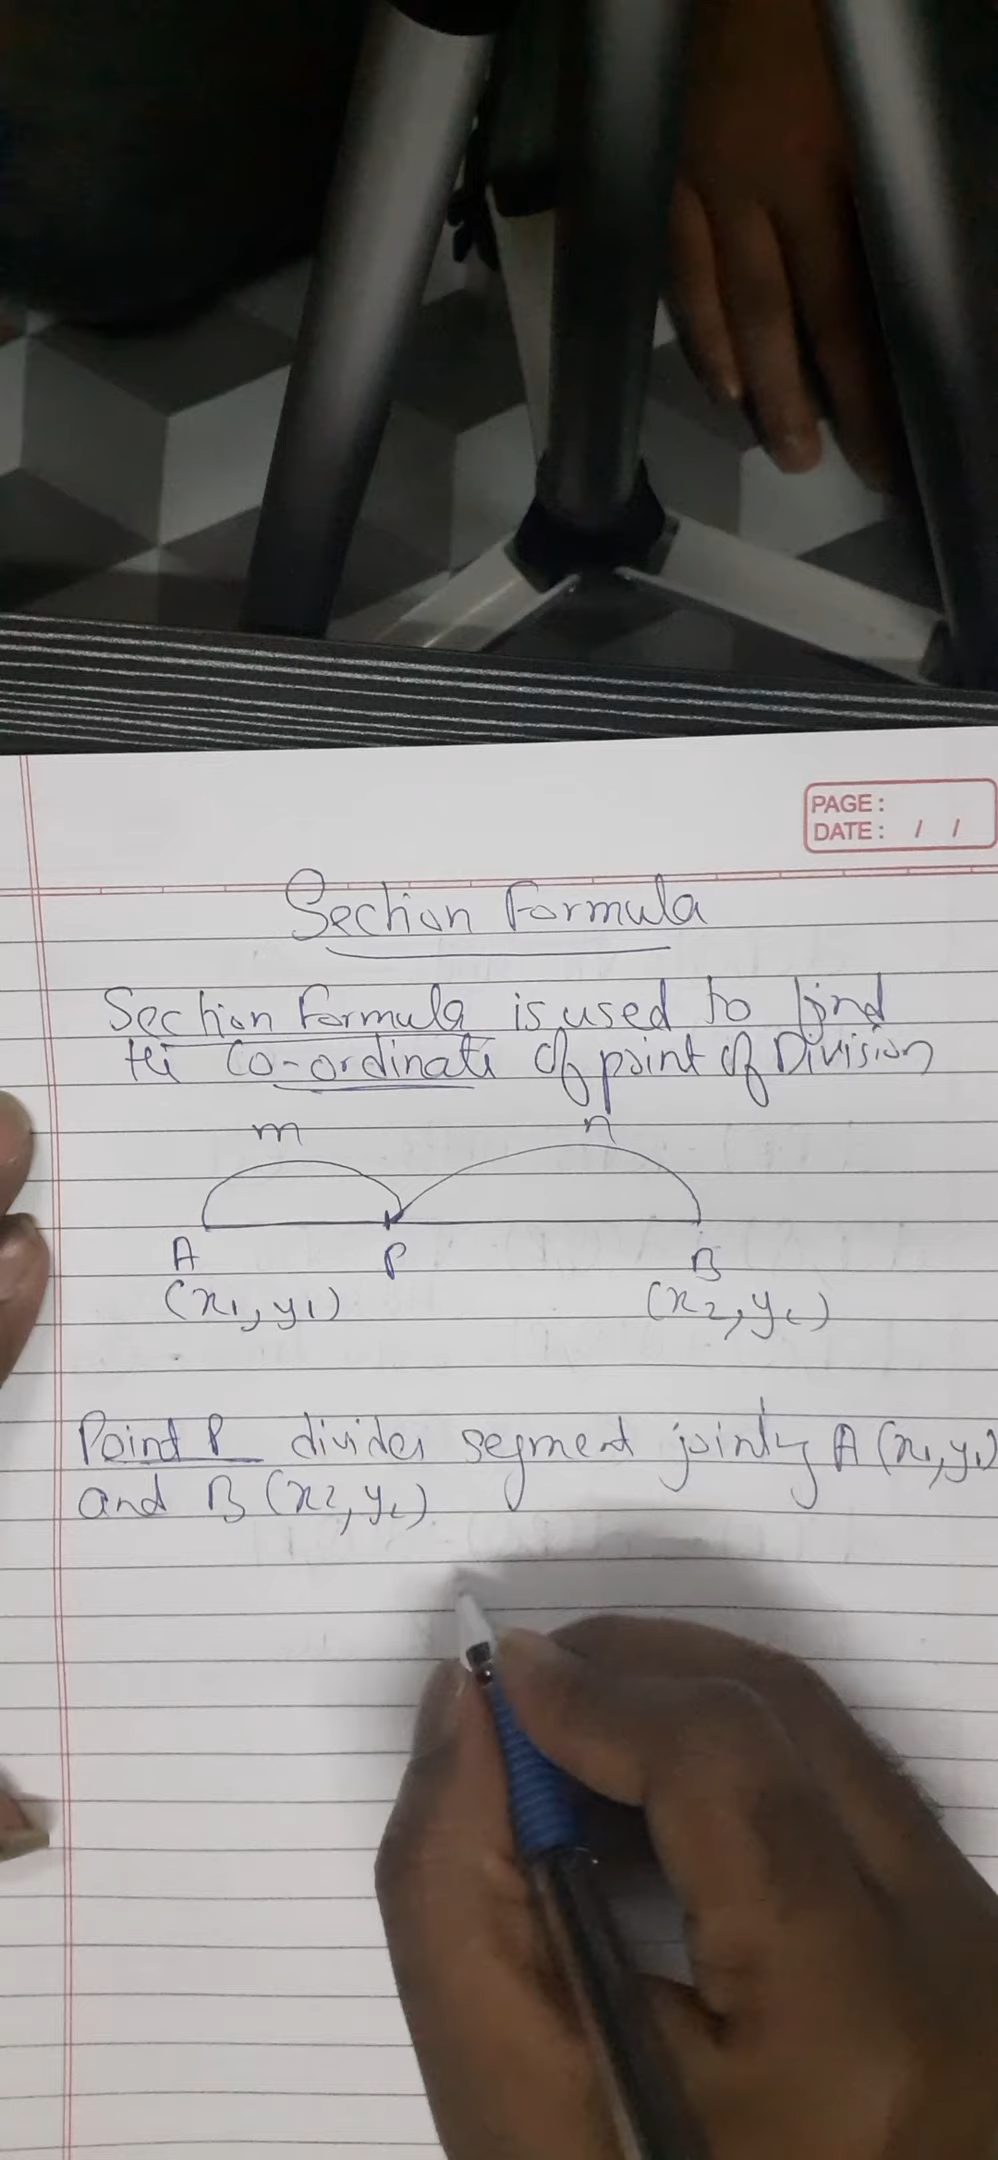 PAGE:
DATE: / /
Section Formula
Section Formula is used to find
the Co-ordinate of point of Division
m n
A P B
(x1, y1) (x2, y2)
Point P divides segment joining A (x1, y1)
and B (x2, y2)